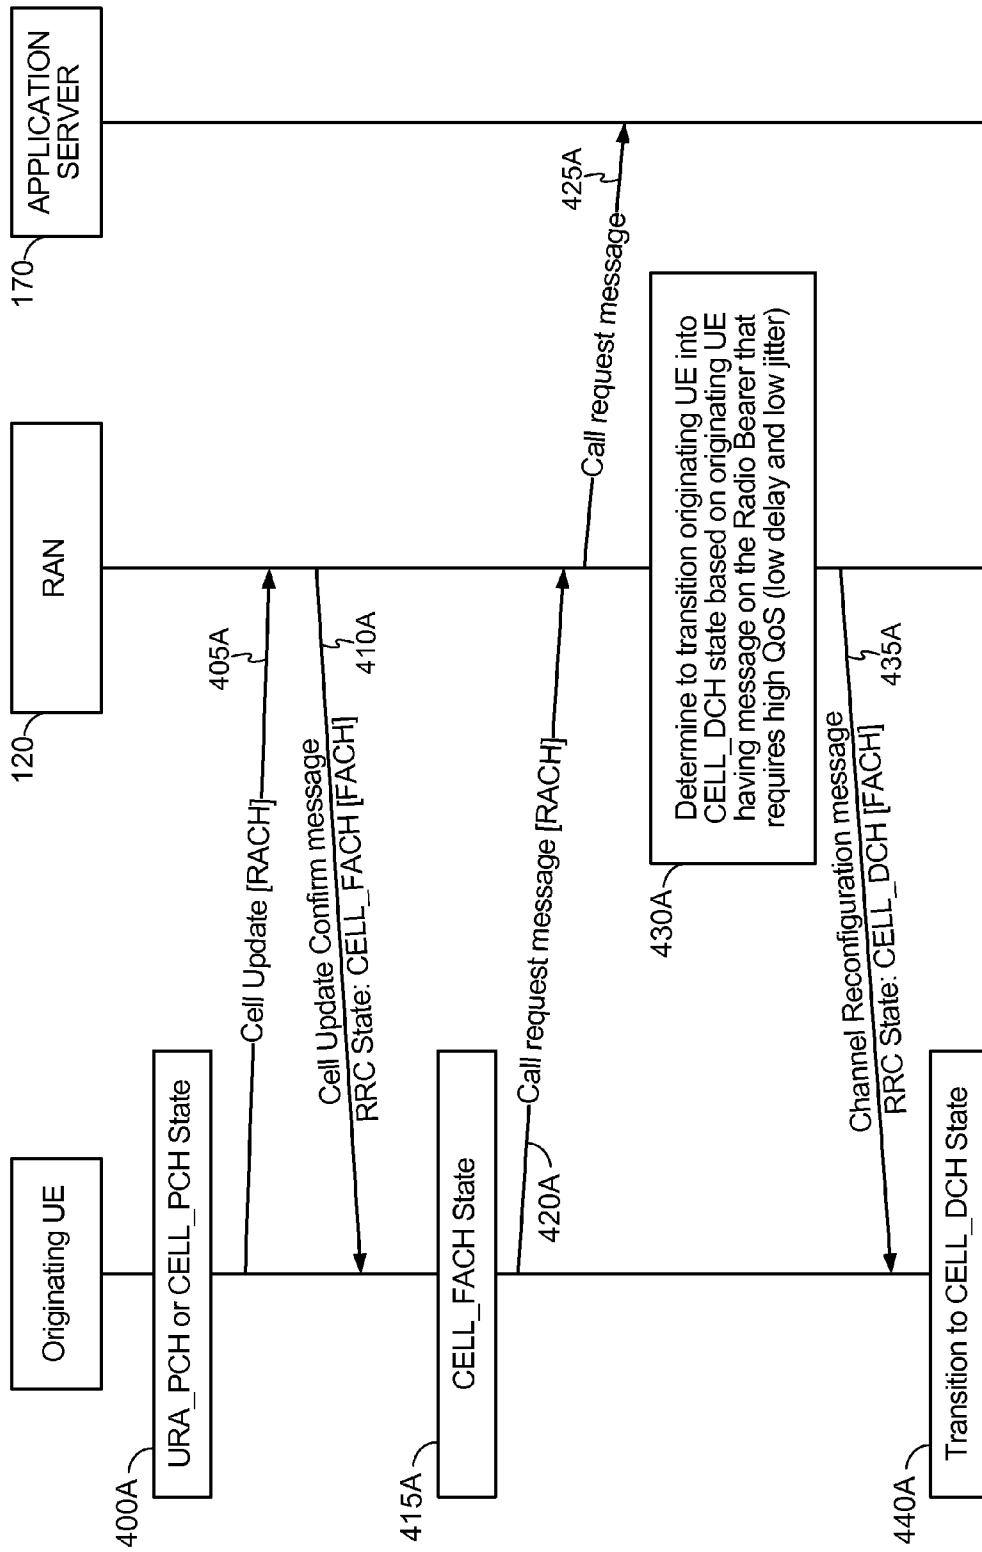 Originating UE
120
RAN
170
APPLICATION
SERVER
400A
URA_PCH or CELL_PCH State
Cell Update [RACH]
405A
Cell Update Confirm message
RRC State: CELL_FACH [FACH]
410A
415A
CELL_FACH State
420A
Call request message [RACH]
Call request message
425A
430A
Determine to transition originating UE into
CELL_DCH state based on originating UE
having message on the Radio Bearer that
requires high QoS (low delay and low jitter)
Channel Reconfiguration message
RRC State: CELL_DCH [FACH]
435A
440A
Transition to CELL_DCH State